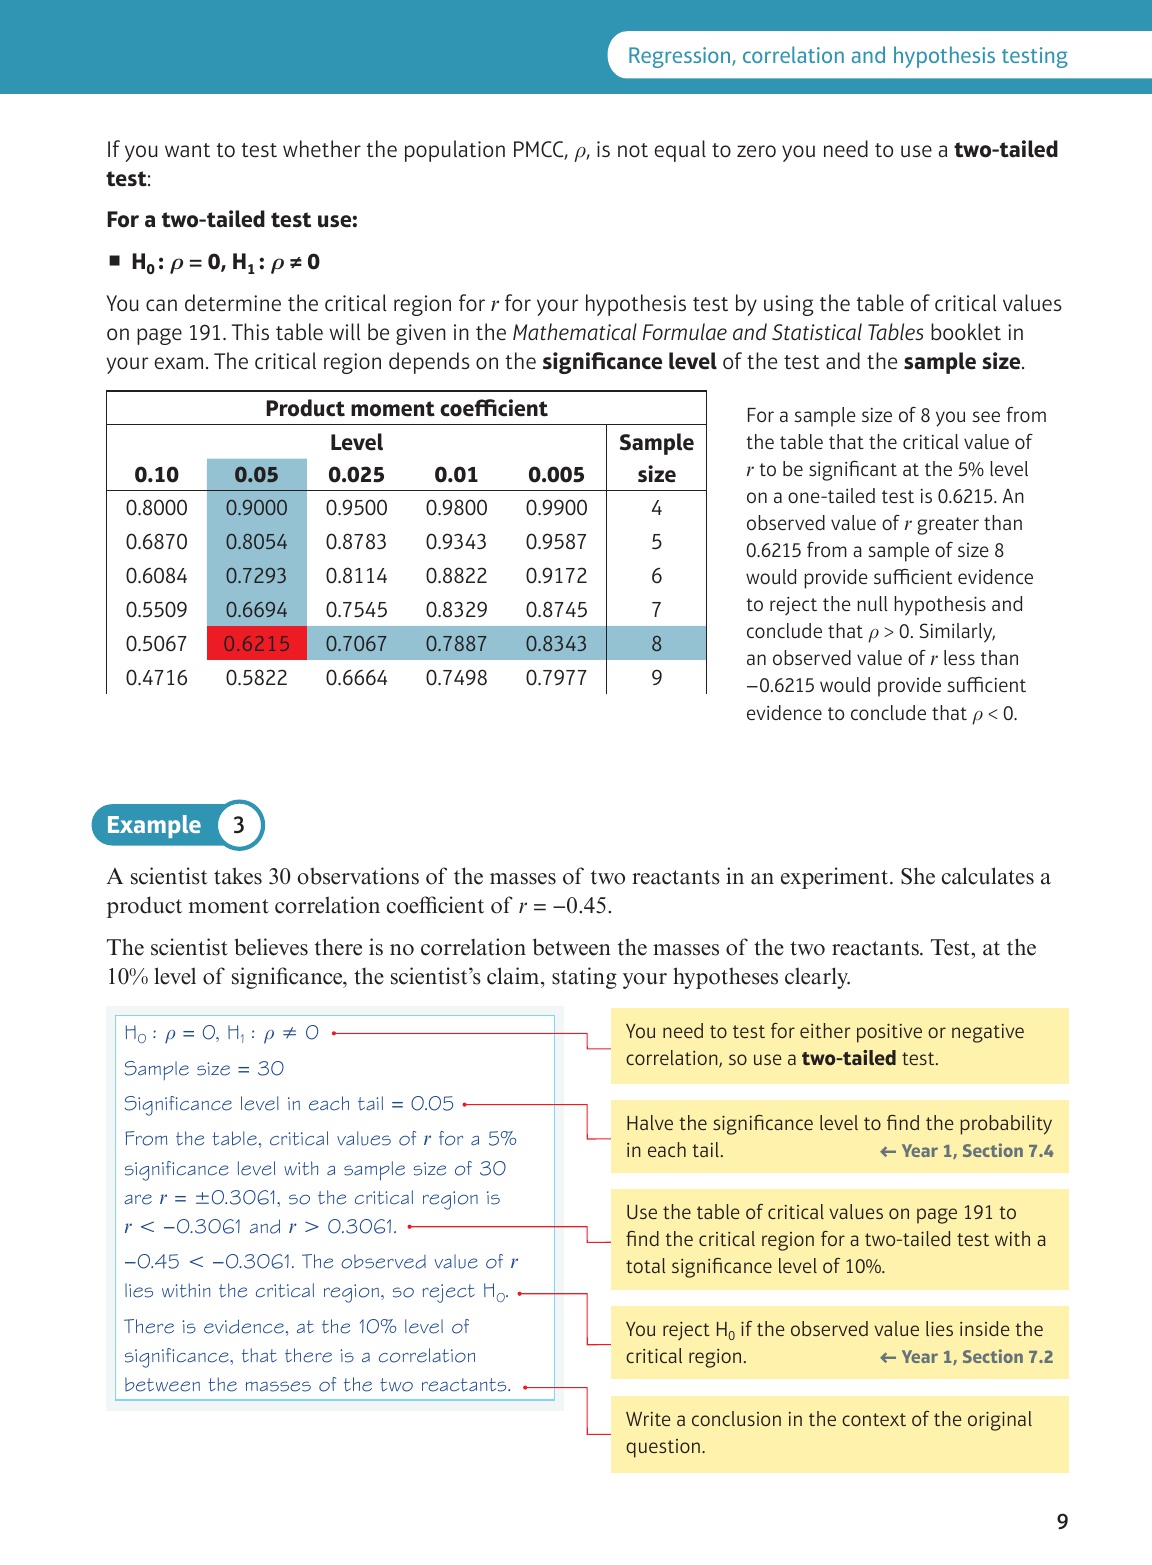 Regression, correlation and hypothesis testing
If you want to test whether the population PMCC, ρ, is not equal to zero you need to use a two-tailed
test:
For a two-tailed test use:
■ H₀ : ρ = 0, H₁ : ρ ≠ 0
You can determine the critical region for r for your hypothesis test by using the table of critical values
on page 191. This table will be given in the Mathematical Formulae and Statistical Tables booklet in
your exam. The critical region depends on the significance level of the test and the sample size.
Product moment coefficient
Level Sample
0.10 0.05 0.025 0.01 0.005 size
0.8000 0.9000 0.9500 0.9800 0.9900 4
0.6870 0.8054 0.8783 0.9343 0.9587 5
0.6084 0.7293 0.8114 0.8822 0.9172 6
0.5509 0.6694 0.7545 0.8329 0.8745 7
0.5067 0.6215 0.7067 0.7887 0.8343 8
0.4716 0.5822 0.6664 0.7498 0.7977 9
For a sample size of 8 you see from
the table that the critical value of
r to be significant at the 5% level
on a one-tailed test is 0.6215. An
observed value of r greater than
0.6215 from a sample of size 8
would provide sufficient evidence
to reject the null hypothesis and
conclude that ρ > 0. Similarly,
an observed value of r less than
−0.6215 would provide sufficient
evidence to conclude that ρ < 0.
Example 3
A scientist takes 30 observations of the masses of two reactants in an experiment. She calculates a
product moment correlation coefficient of r = −0.45.
The scientist believes there is no correlation between the masses of the two reactants. Test, at the
10% level of significance, the scientist's claim, stating your hypotheses clearly.
H₀ : ρ = 0, H₁ : ρ ≠ 0
Sample size = 30
Significance level in each tail = 0.05
From the table, critical values of r for a 5%
significance level with a sample size of 30
are r = ±0.3061, so the critical region is
r < −0.3061 and r > 0.3061.
−0.45 < −0.3061. The observed value of r
lies within the critical region, so reject H₀.
There is evidence, at the 10% level of
significance, that there is a correlation
between the masses of the two reactants.
You need to test for either positive or negative
correlation, so use a two-tailed test.
Halve the significance level to find the probability
in each tail. ← Year 1, Section 7.4
Use the table of critical values on page 191 to
find the critical region for a two-tailed test with a
total significance level of 10%.
You reject H₀ if the observed value lies inside the
critical region. ← Year 1, Section 7.2
Write a conclusion in the context of the original
question.
9